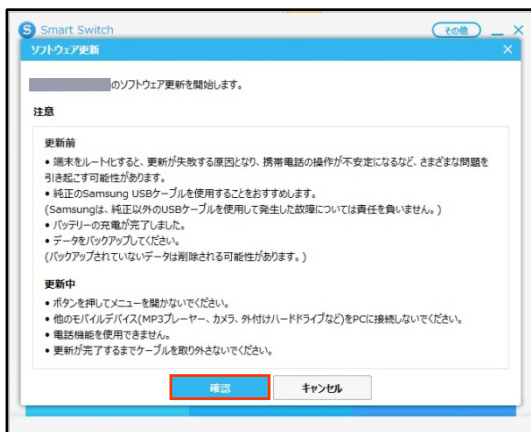 Smart Switch
その他
ソフトウェア更新
のソフトウェア更新を開始します。
注意
更新前
• 端末をルート化すると、更新が失敗する原因となり、携帯電話の操作が不安定になるなど、さまざまな問題を
引き起こす可能性があります。
• 純正のSamsung USBケーブルを使用することをおすすめします。
(Samsungは、純正以外のUSBケーブルを使用して発生した故障については責任を負いません。)
• バッテリーの充電が完了しました。
• データをバックアップしてください。
(バックアップされていないデータは削除される可能性があります。)
更新中
• ボタンを押してメニューを開かないでください。
• 他のモバイルデバイス(MP3プレーヤー、カメラ、外付けハードドライブなど)をPCに接続しないでください。
• 電話機能を使用できません。
• 更新が完了するまでケーブルを取り外さないでください。
確認
キャンセル